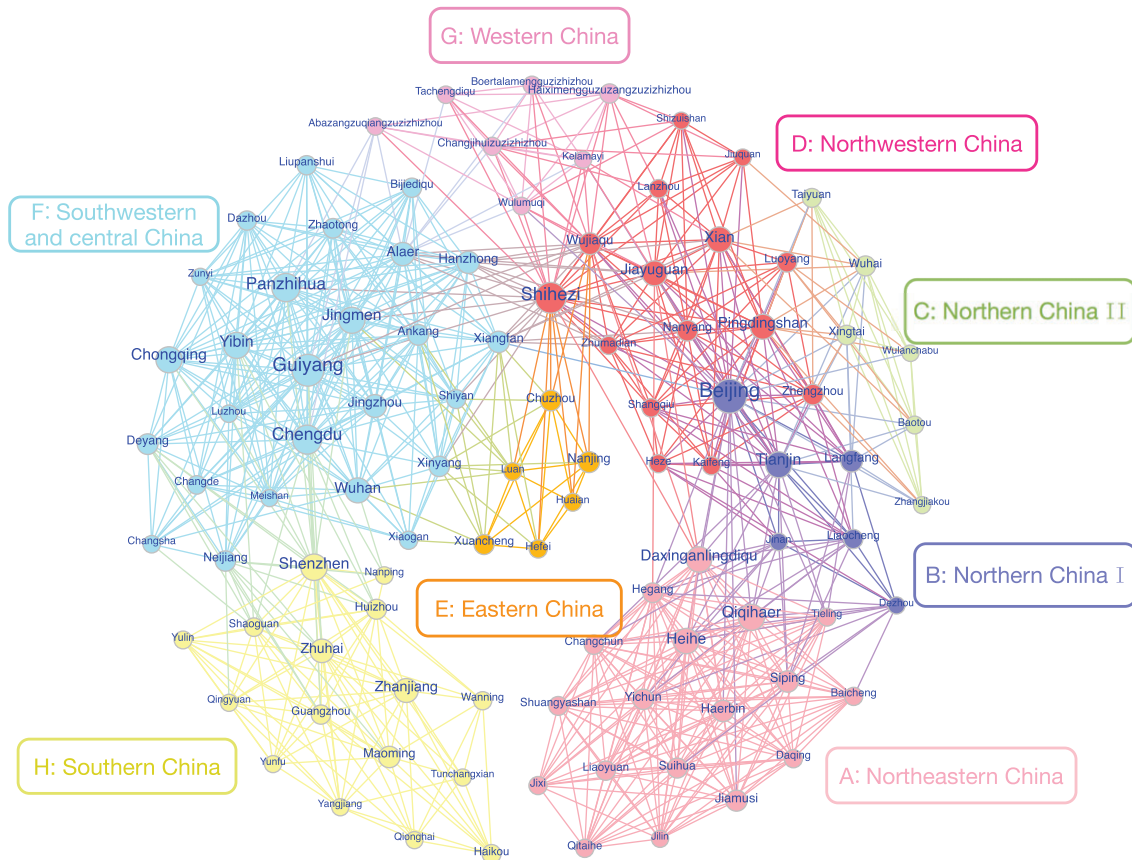 G: Western China
Boertalamengguzizhizhou
Tachengdiqu
Haiximengguzuzangzuzizhizhou
Shizuishan
Abazangzuqiangzuzizhizhou
Changjihuizuzizhizhou
D: Northwestern China
Jiuquan
Kelamayi
Liupanshui
Bijiediqu
Lanzhou
Taiyuan
Wulumuqi
F: Southwestern
and central China
Dazhou
Zhaotong
Alaer
Hanzhong
Wujiaqu
Xian
Luoyang
Wuhai
Zunyi
Panzhihua
Jiayuguan
Shihezi
C: Northern China II
Jingmen
Ankang
Xiangfan
Nanyang
Pingdingshan
Xingtai
Zhumadian
Wulanchabu
Yibin
Chongqing
Guiyang
Beijing
Zhengzhou
Luzhou
Jingzhou
Shiyan
Chuzhou
Shangqiu
Baotou
Deyang
Chengdu
Xinyang
Luan
Nanjing
Heze
Kaifeng
Tianjin
Langfang
Changde
Meishan
Wuhan
Huaian
Zhangjiakou
Changsha
Neijiang
Xiaogan
Xuancheng
Hefei
Jinan
Liaocheng
Shenzhen
Nanping
Daxinganlingdiqu
B: Northern China I
Hegang
Huizhou
E: Eastern China
Qiqihaer
Tieling
Dezhou
Shaoguan
Yulin
Zhuhai
Changchun
Heihe
Zhanjiang
Siping
Qingyuan
Wanning
Shuangyashan
Yichun
Baicheng
Guangzhou
Haerbin
H: Southern China
Yunfu
Maoming
Tunchangxian
Jixi
Liaoyuan
Suihua
Daqing
A: Northeastern China
Yangjiang
Jiamusi
Qionghai
Haikou
Qitaihe
Jilin